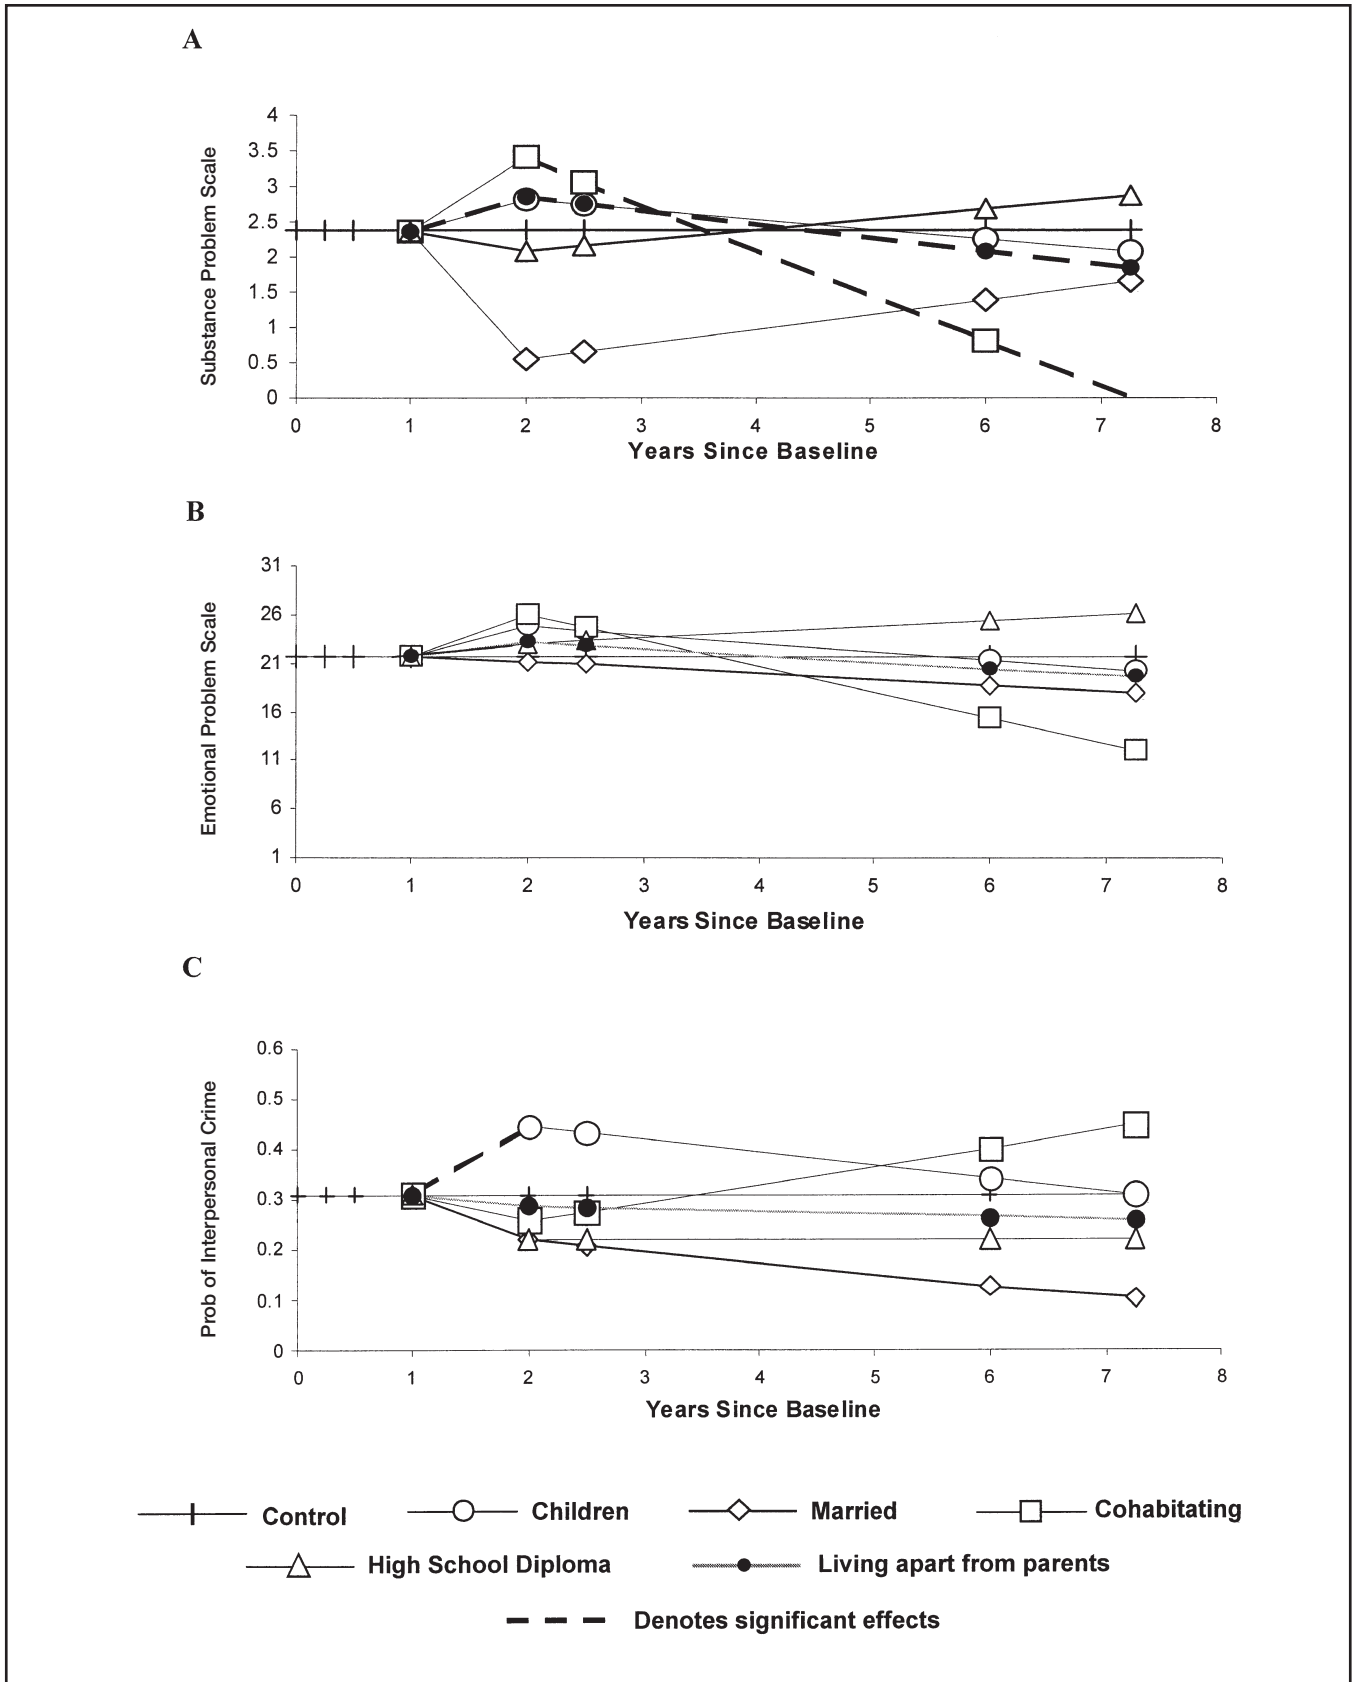 A
Substance Problem Scale
4
3.5
3
2.5
2
1.5
1
0.5
0
0 1 2 3 4 5 6 7 8
Years Since Baseline
B
Emotional Problem Scale
31
26
21
16
11
6
1
0 1 2 3 4 5 6 7 8
Years Since Baseline
C
Prob of Interpersonal Crime
0.6
0.5
0.4
0.3
0.2
0.1
0
0 1 2 3 4 5 6 7 8
Years Since Baseline
Control Children Married Cohabitating
High School Diploma Living apart from parents
Denotes significant effects